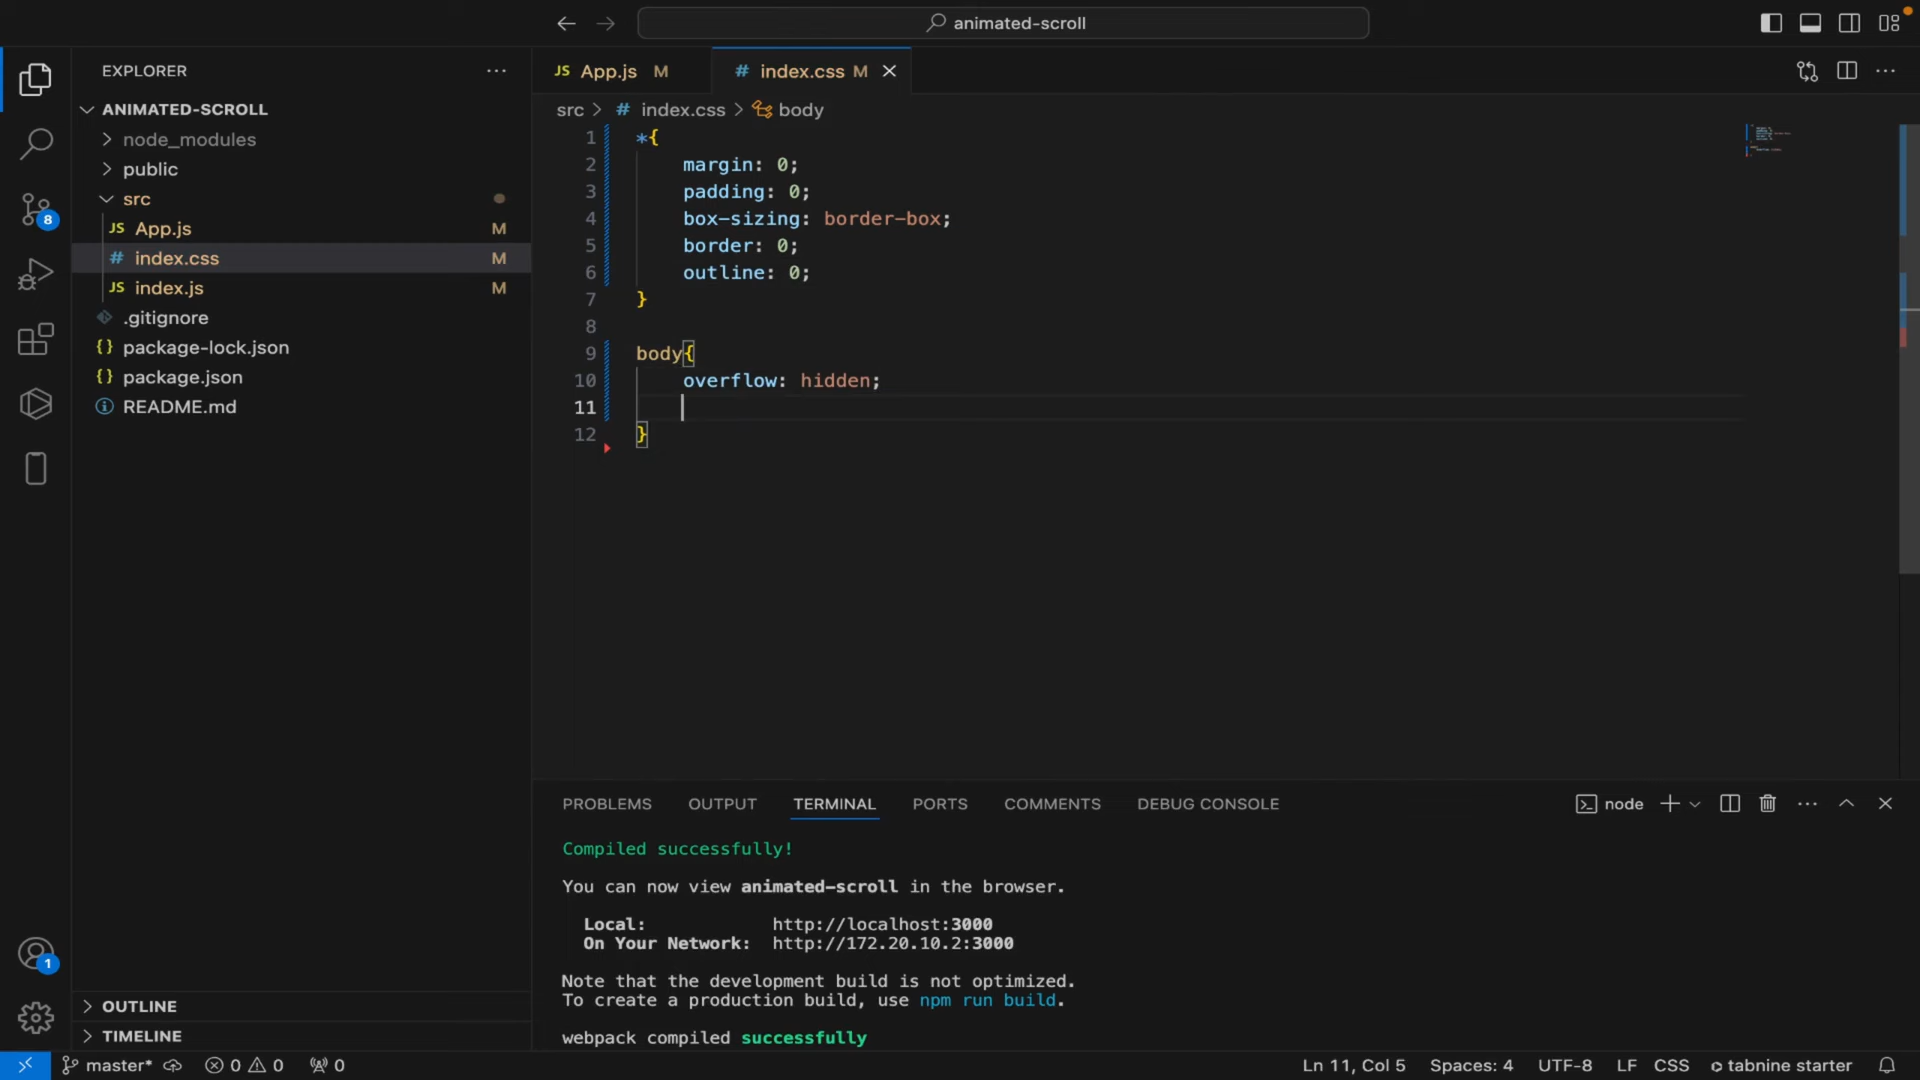 animated-scroll
EXPLORER
ANIMATED-SCROLL
node_modules
public
src
JS App.js M
# index.css M
JS index.js M
.gitignore
{} package-lock.json
{} package.json
README.md
OUTLINE
TIMELINE
8
1
JS App.js M
# index.css M
src > # index.css > body
1 *{
2 margin: 0;
3 padding: 0;
4 box-sizing: border-box;
5 border: 0;
6 outline: 0;
7 }
8
9 body{
10 overflow: hidden;
11
12 }
PROBLEMS OUTPUT TERMINAL PORTS COMMENTS DEBUG CONSOLE
node
Compiled successfully!
You can now view animated-scroll in the browser.
Local: http://localhost:3000
On Your Network: http://172.20.10.2:3000
Note that the development build is not optimized.
To create a production build, use npm run build.
webpack compiled successfully
master* 0 0 0
Ln 11, Col 5 Spaces: 4 UTF-8 LF CSS tabnine starter